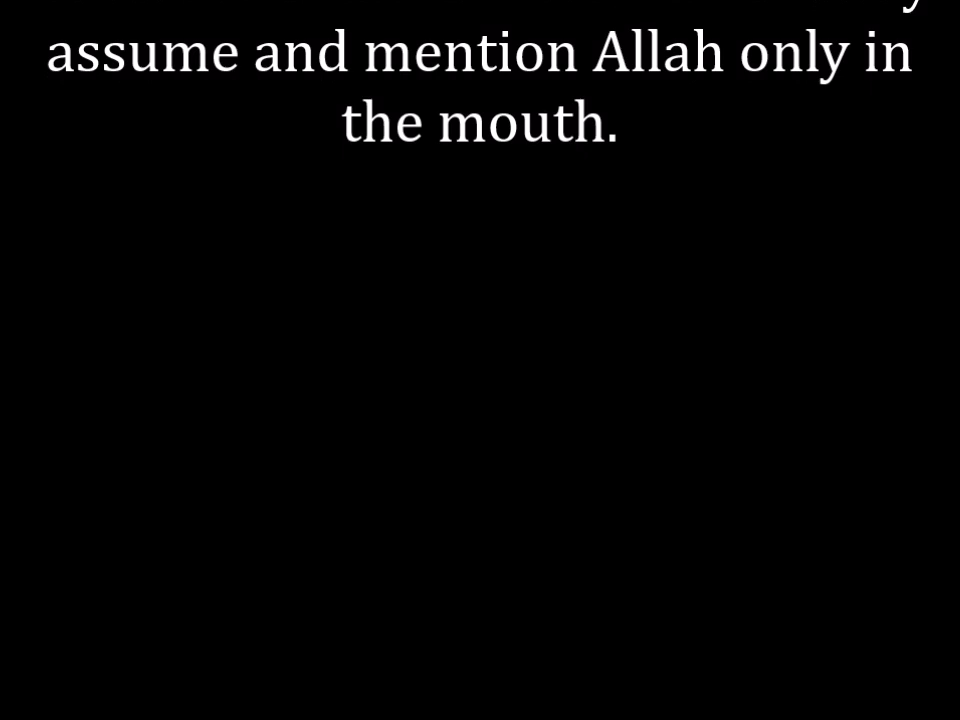 assume and mention Allah only in
the mouth.